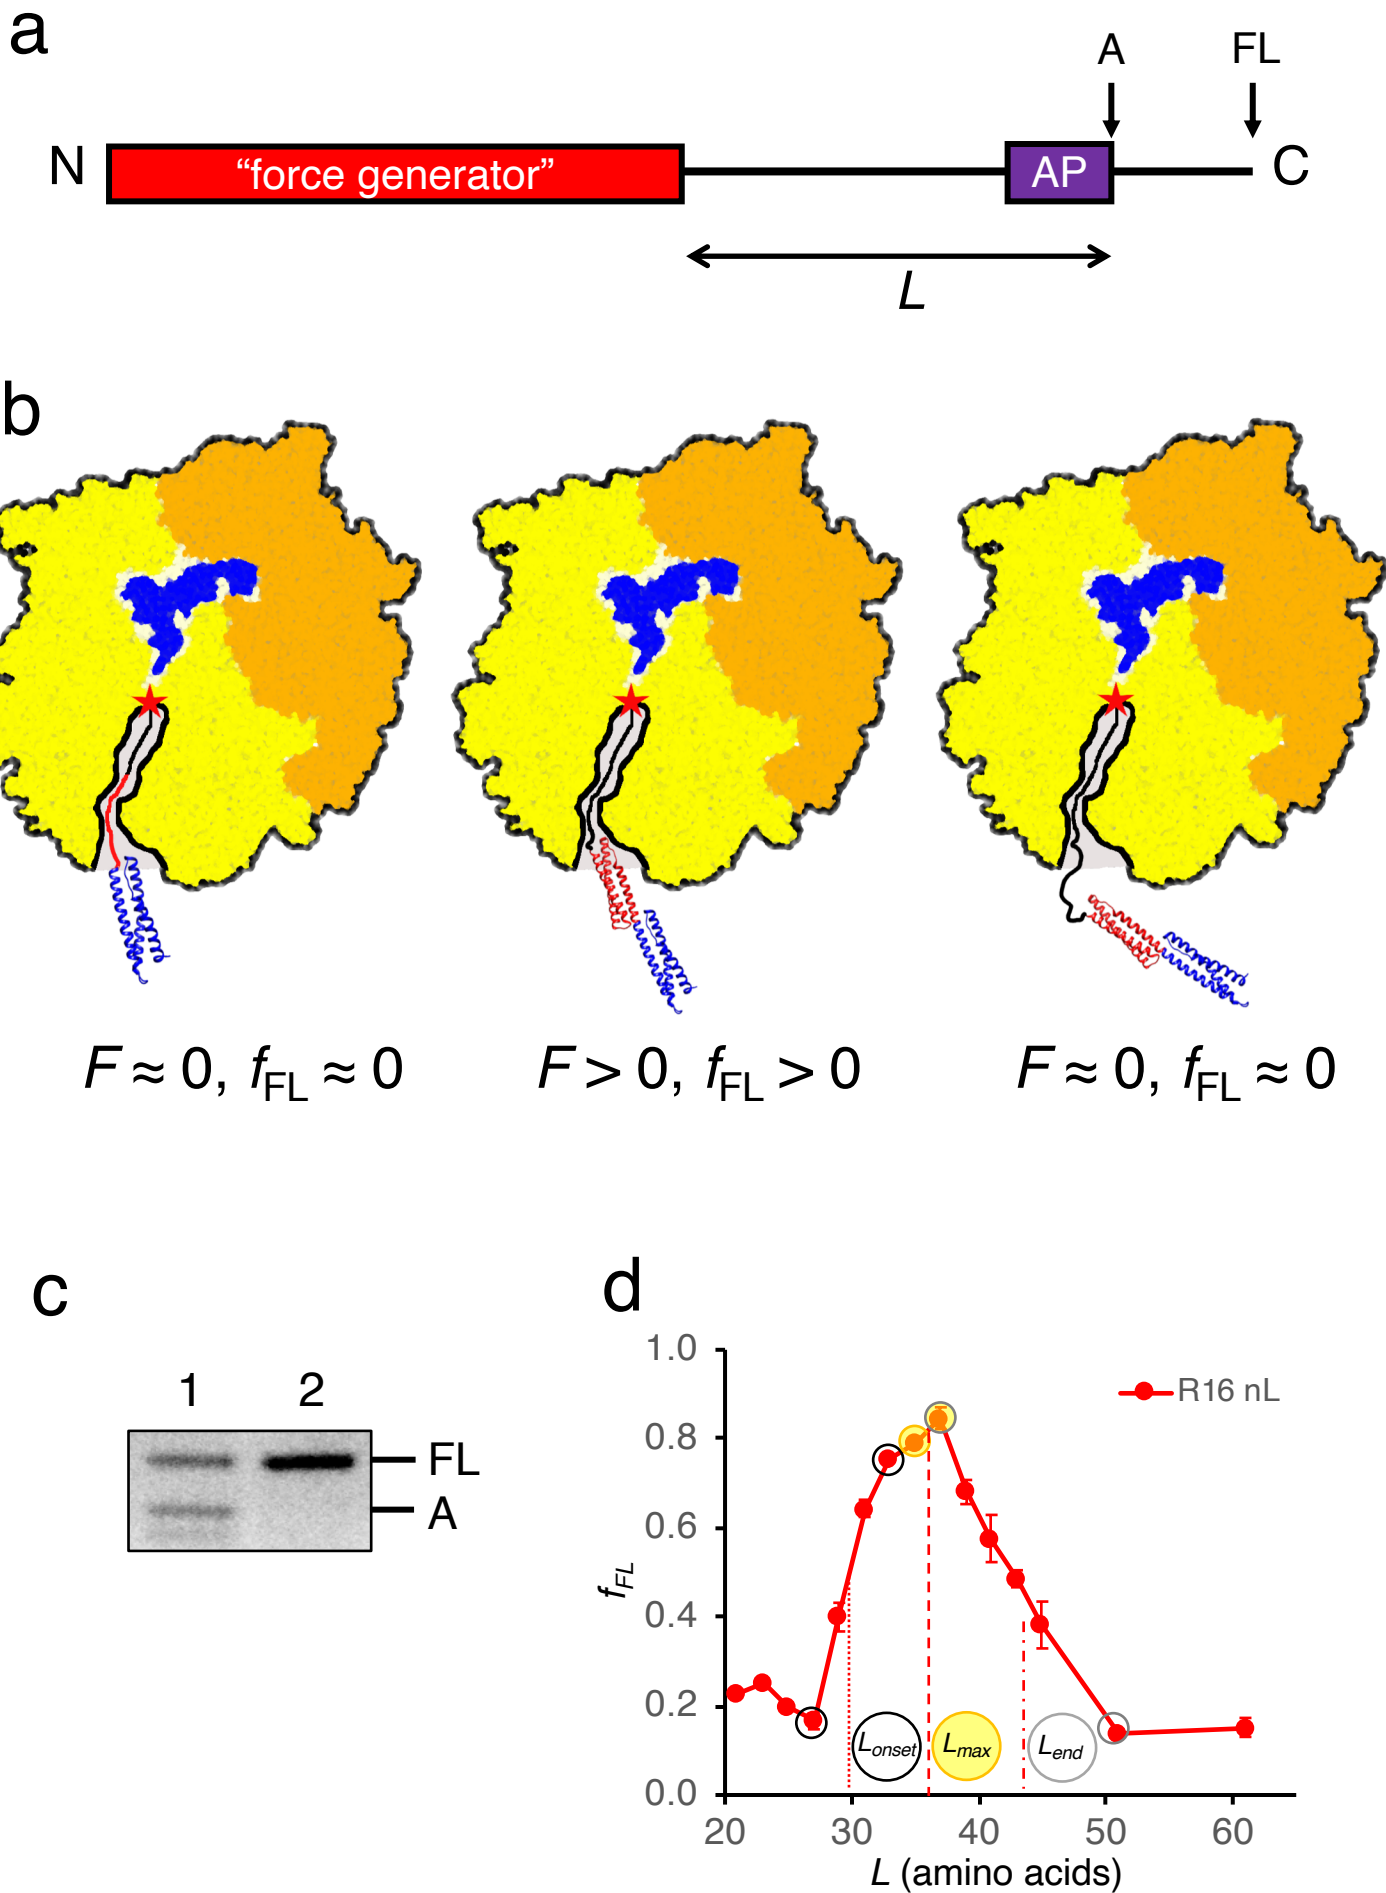 a
A FL
N “force generator” AP C
L
b
F ≈ 0, fFL ≈ 0 F > 0, fFL > 0 F ≈ 0, fFL ≈ 0
c
1 2
FL
A
d
1.0
R16 nL
0.8
0.6
fFL
0.4
0.2
Lonset Lmax Lend
0.0
20 30 40 50 60
L (amino acids)